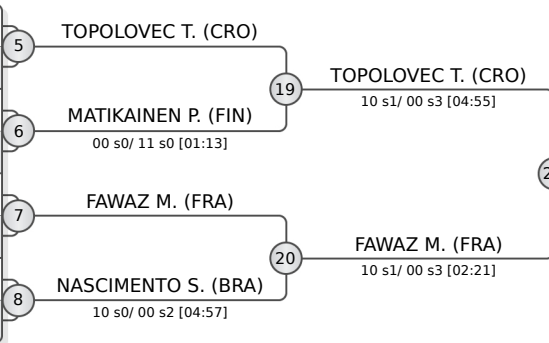 TOPOLOVEC T. (CRO)
5
19
TOPOLOVEC T. (CRO)
10 s1/ 00 s3 [04:55]
MATIKAINEN P. (FIN)
6
00 s0/ 11 s0 [01:13]
FAWAZ M. (FRA)
7
20
FAWAZ M. (FRA)
10 s1/ 00 s3 [02:21]
NASCIMENTO S. (BRA)
8
10 s0/ 00 s2 [04:57]